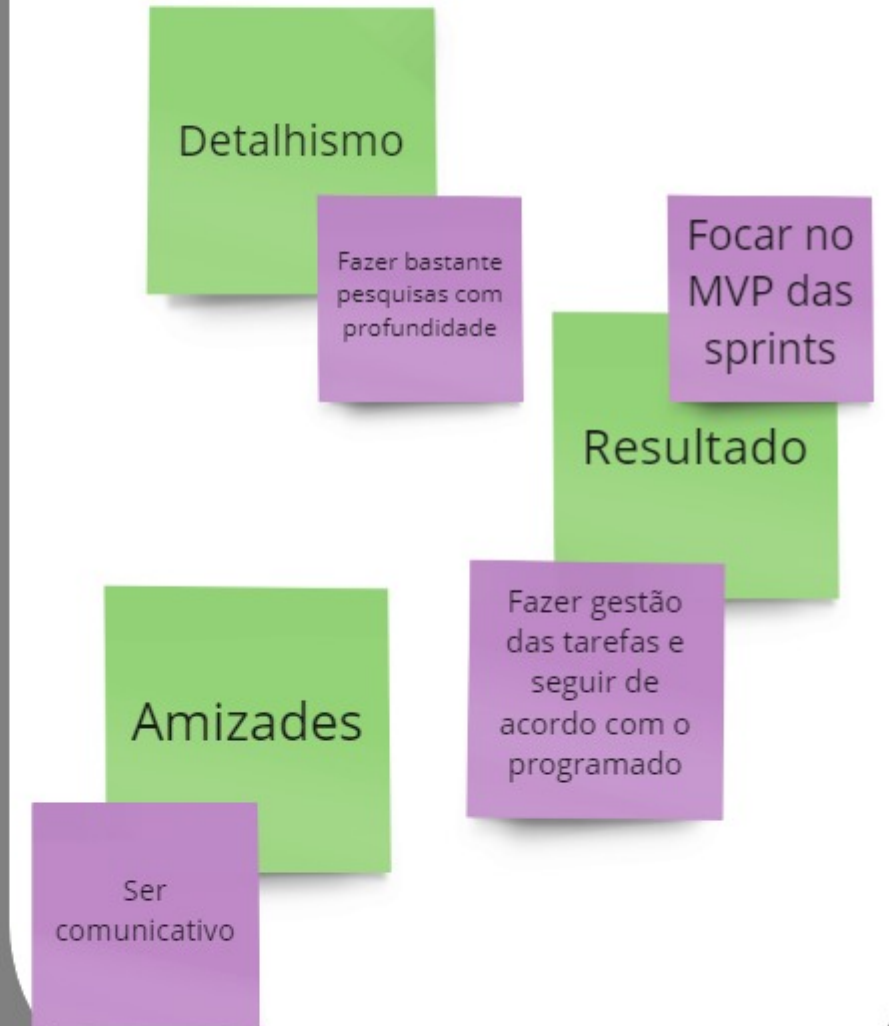 Detalhismo
Fazer bastante
pesquisas com
profundidade
Focar no
MVP das
sprints
Resultado
Fazer gestão
das tarefas e
seguir de
acordo com o
programado
Amizades
Ser
comunicativo